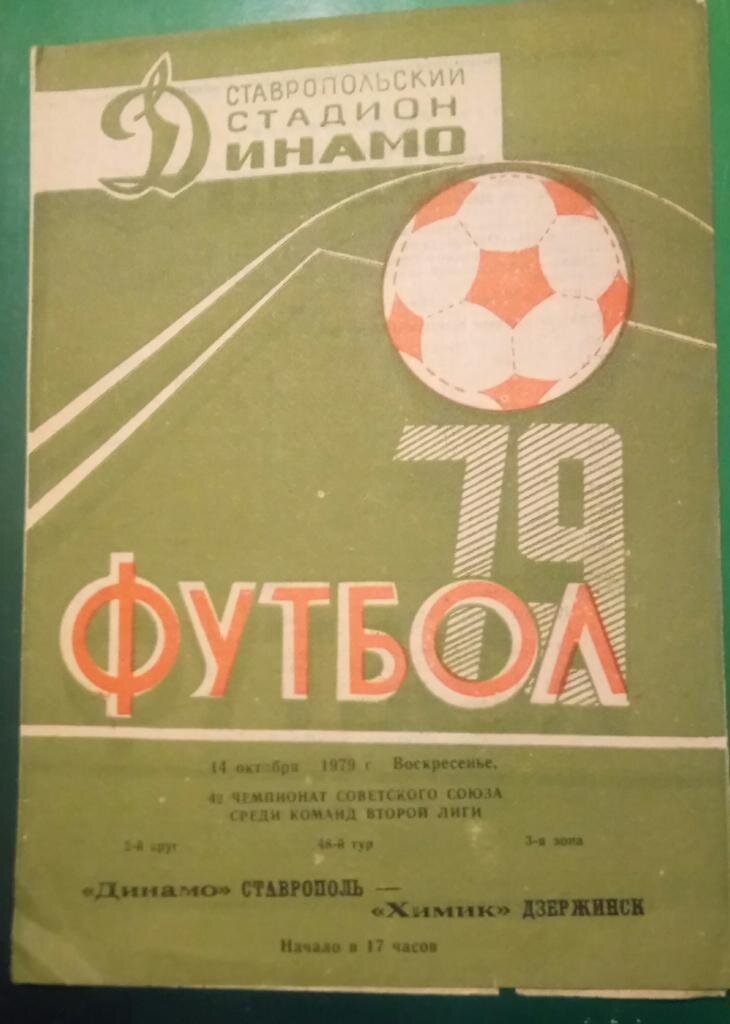 СТАВРОПОЛЬСКИЙ
СТАДИОН
ДИНАМО
79
ФУТБОЛ
14 октября 1979 г. Воскресенье,
42 ЧЕМПИОНАТ СОВЕТСКОГО СОЮЗА
СРЕДИ КОМАНД ВТОРОЙ ЛИГИ
2-й круг 48-й тур 3-я зона
«Динамо» СТАВРОПОЛЬ —
«Химик» ДЗЕРЖИНСК
Начало в 17 часов